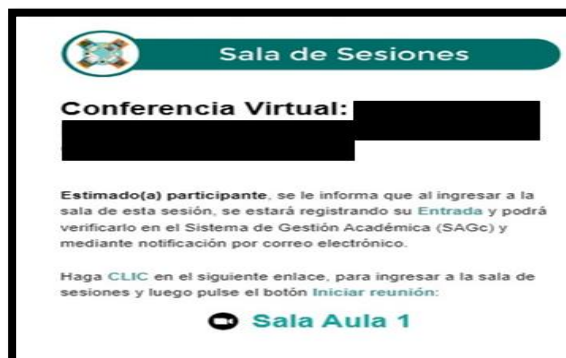 Sala de Sesiones
Conferencia Virtual:
Estimado(a) participante, se le informa que al ingresar a la
sala de esta sesión, se estará registrando su Entrada y podrá
verificarlo en el Sistema de Gestión Académica (SAGc) y
mediante notificación por correo electrónico.
Haga CLIC en el siguiente enlace, para ingresar a la sala de
sesiones y luego pulse el botón Iniciar reunión:
Sala Aula 1